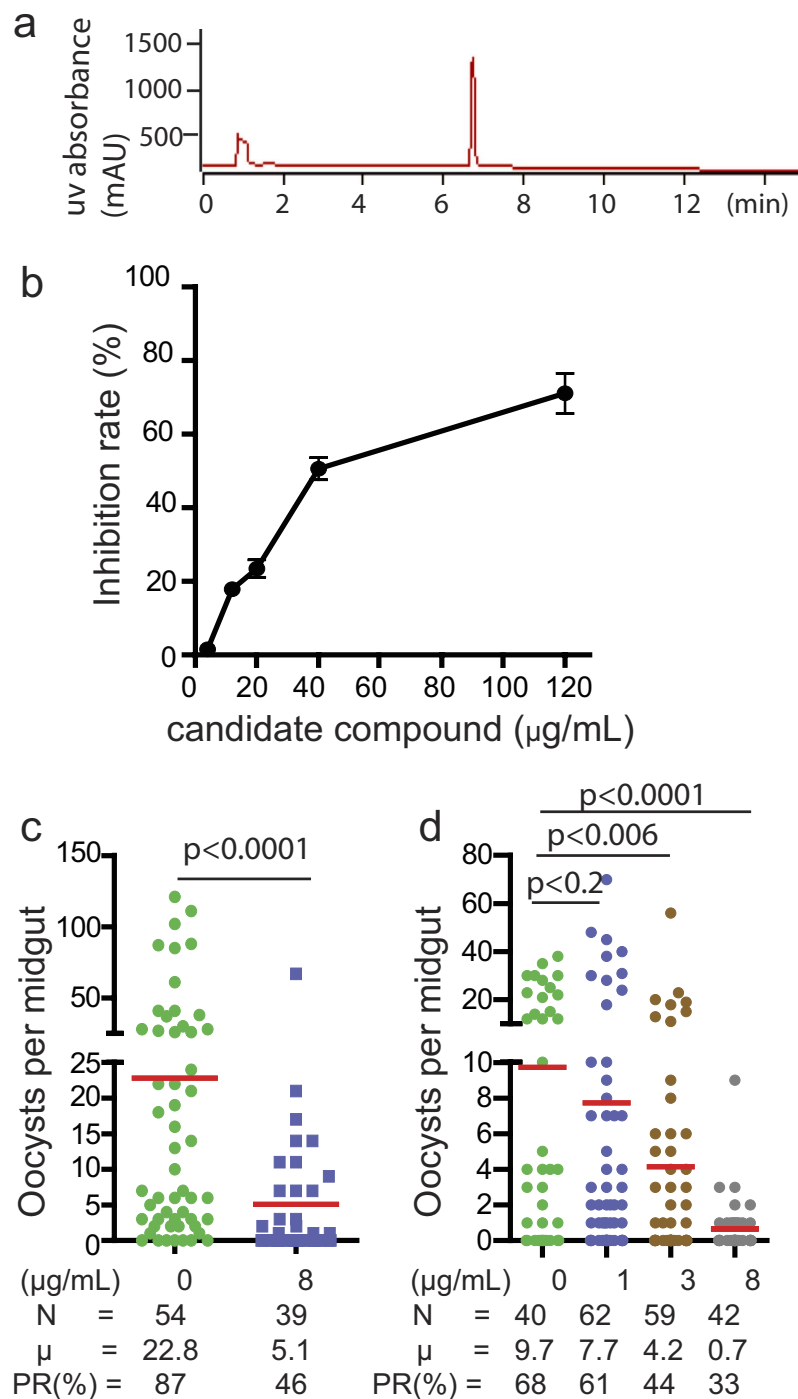 a
uv absorbance
(mAU)
1500
1000
500
0 2 4 6 8 10 12 (min)
b
Inhibition rate (%)
100
80
60
40
20
0
0 20 40 60 80 100 120
candidate compound (μg/mL)
c
Oocysts per midgut
p<0.0001
150
100
50
25
20
15
10
5
0
(μg/mL) 0 8
N = 54 39
μ = 22.8 5.1
PR(%) = 87 46
d
Oocysts per midgut
p<0.0001
p<0.006
p<0.2
80
60
40
20
10
8
6
4
2
0
(μg/mL) 0 1 3 8
N = 40 62 59 42
μ = 9.7 7.7 4.2 0.7
PR(%) = 68 61 44 33